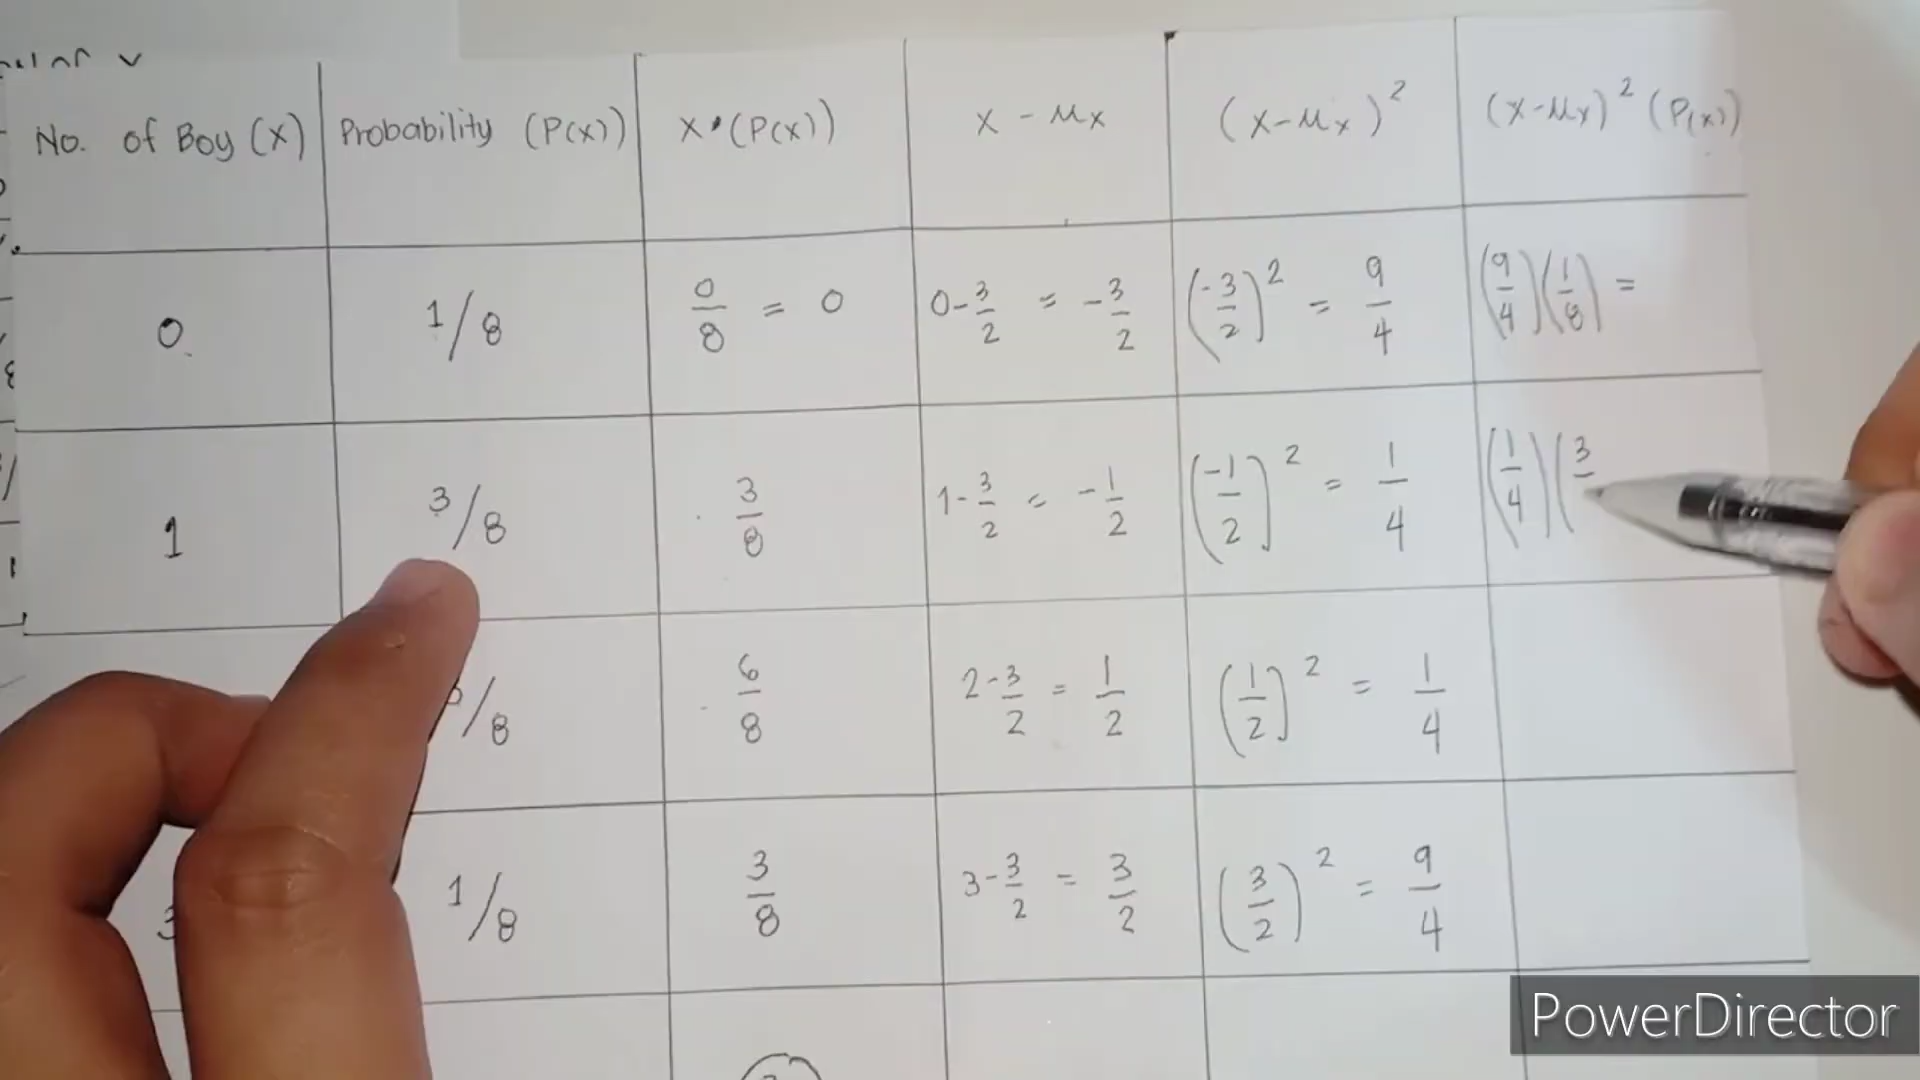 No. of Boy (X) | Probability (P(x)) | X • (P(x)) | X - μx | (X-μx)² | (X-μx)² (P(x))
0 | 1/8 | 0/8 = 0 | 0-3/2 = -3/2 | (-3/2)² = 9/4 | (9/4)(1/8) =
1 | 3/8 | 3/8 | 1-3/2 = -1/2 | (-1/2)² = 1/4 | (1/4)(3
/8 | 6/8 | 2-3/2 = 1/2 | (1/2)² = 1/4
3 | 1/8 | 3/8 | 3-3/2 = 3/2 | (3/2)² = 9/4
PowerDirector